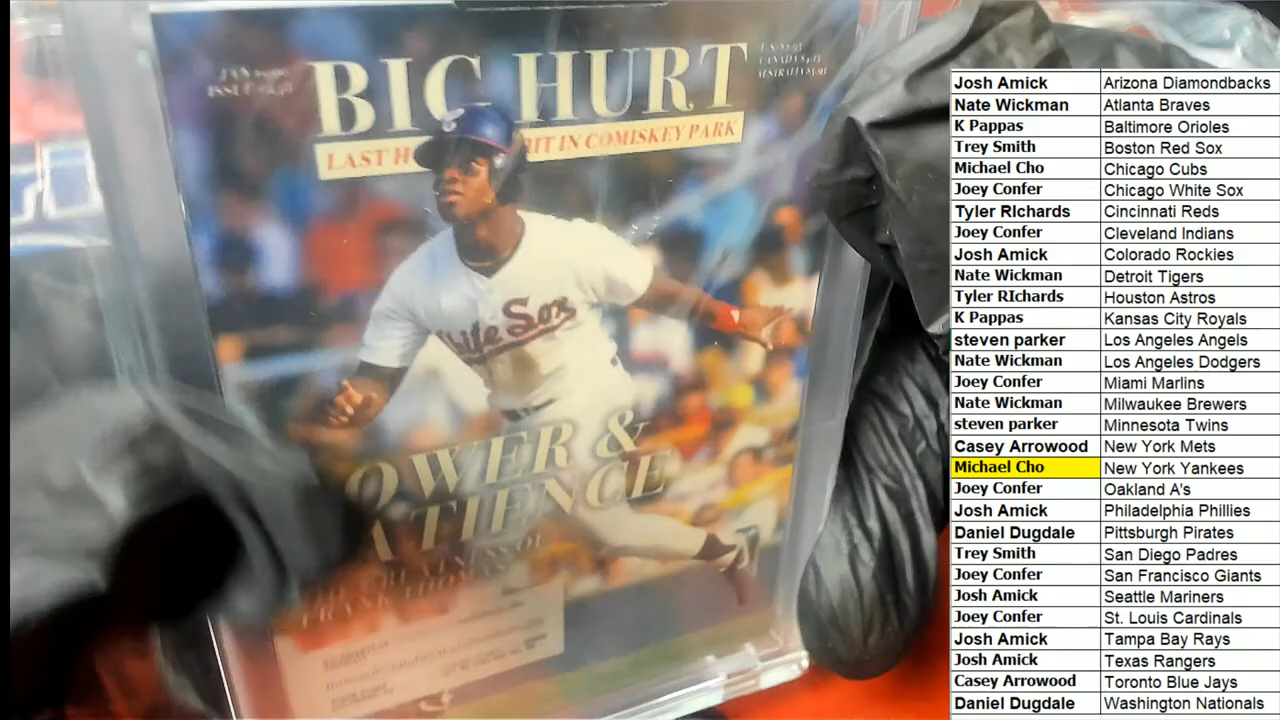 BIG HURT
LAST H IT IN COMISKEY PARK
White Sox
OWER &
ATIENCE
Josh Amick Arizona Diamondbacks
Nate Wickman Atlanta Braves
K Pappas Baltimore Orioles
Trey Smith Boston Red Sox
Michael Cho Chicago Cubs
Joey Confer Chicago White Sox
Tyler RIchards Cincinnati Reds
Joey Confer Cleveland Indians
Josh Amick Colorado Rockies
Nate Wickman Detroit Tigers
Tyler RIchards Houston Astros
K Pappas Kansas City Royals
steven parker Los Angeles Angels
Nate Wickman Los Angeles Dodgers
Joey Confer Miami Marlins
Nate Wickman Milwaukee Brewers
steven parker Minnesota Twins
Casey Arrowood New York Mets
Michael Cho New York Yankees
Joey Confer Oakland A's
Josh Amick Philadelphia Phillies
Daniel Dugdale Pittsburgh Pirates
Trey Smith San Diego Padres
Joey Confer San Francisco Giants
Josh Amick Seattle Mariners
Joey Confer St. Louis Cardinals
Josh Amick Tampa Bay Rays
Josh Amick Texas Rangers
Casey Arrowood Toronto Blue Jays
Daniel Dugdale Washington Nationals